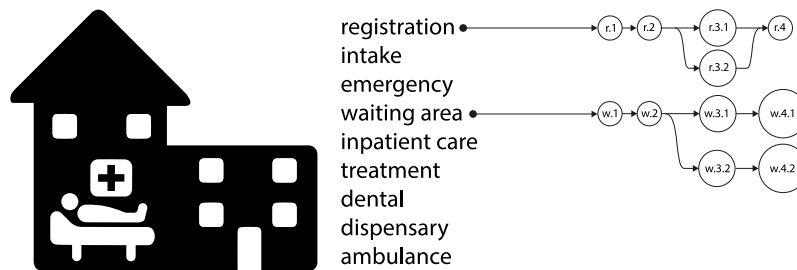 registration r.1 r.2 r.3.1 r.4
intake r.3.2
emergency
waiting area w.1 w.2 w.3.1 w.4.1
inpatient care
treatment w.3.2 w.4.2
dental
dispensary
ambulance